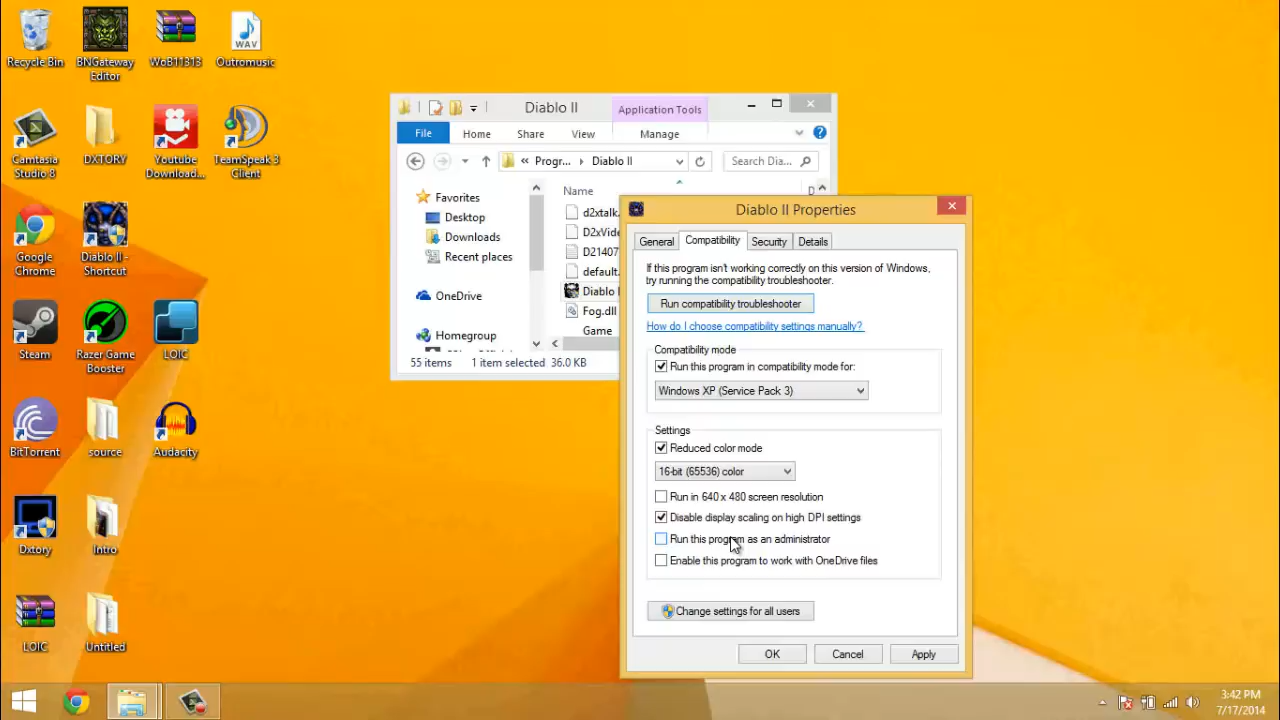 Recycle Bin
BNGateway
Editor
WoB11313
WAV
Outromusic
Camtasia
Studio 8
DXTORY
Youtube
Download...
TeamSpeak 3
Client
Google
Chrome
Diablo II -
Shortcut
Steam
Razer Game
Booster
LOIC
BitTorrent
source
Audacity
Dxtory
Intro
LOIC
Untitled
Diablo II
Application Tools
File
Home
Share
View
Manage
« Progr...
Diablo II
Search Dia...
Favorites
Desktop
Downloads
Recent places
OneDrive
Homegroup
Name
d2xtalk.
D2xVide
D21407
default.
Diablo
Fog.dll
Game
55 items
1 item selected 36.0 KB
Diablo II Properties
General
Compatibility
Security
Details
If this program isn't working correctly on this version of Windows,
try running the compatibility troubleshooter.
Run compatibility troubleshooter
How do I choose compatibility settings manually?
Compatibility mode
Run this program in compatibility mode for:
Windows XP (Service Pack 3)
Settings
Reduced color mode
16-bit (65536) color
Run in 640 x 480 screen resolution
Disable display scaling on high DPI settings
Run this program as an administrator
Enable this program to work with OneDrive files
Change settings for all users
OK
Cancel
Apply
3:42 PM
7/17/2014